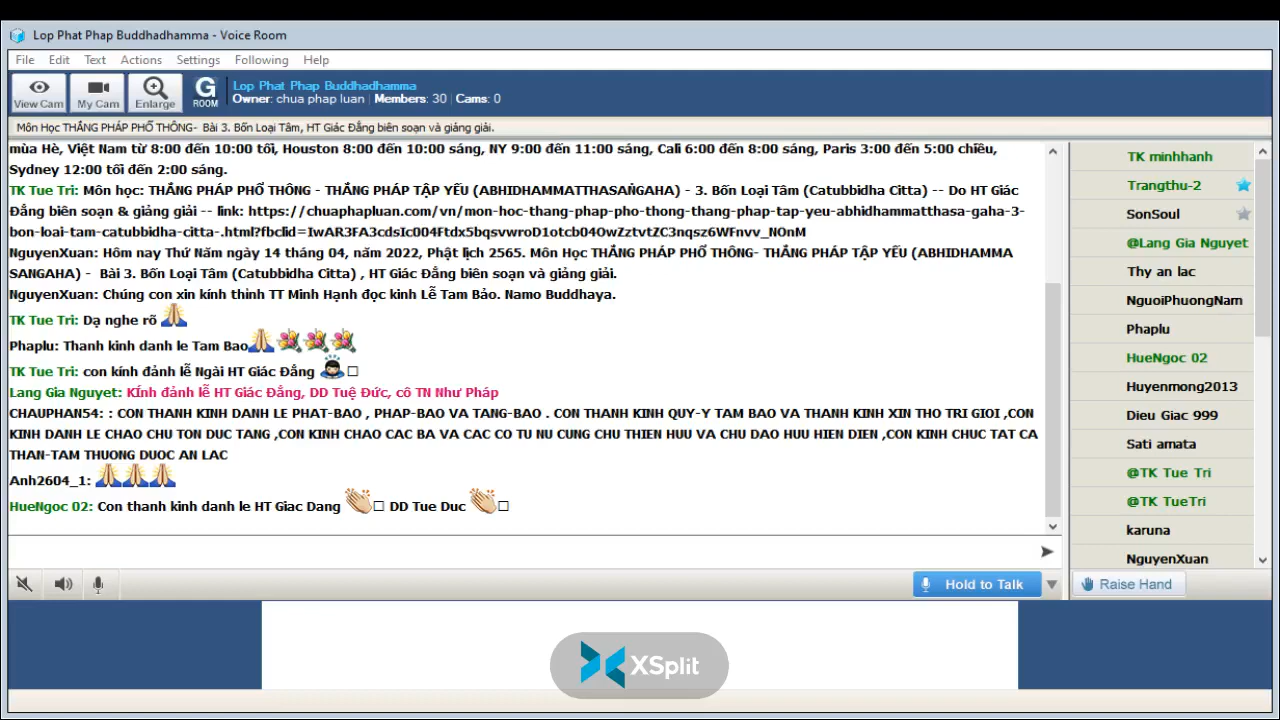 Lop Phat Phap Buddhadhamma - Voice Room
File Edit Text Actions Settings Following Help
View Cam My Cam Enlarge G ROOM
Lop Phat Phap Buddhadhamma
Owner: chua phap luan | Members: 30 | Cams: 0
Môn Học THẮNG PHÁP PHỔ THÔNG- Bài 3. Bốn Loại Tâm, HT Giác Đẳng biên soạn và giảng giải.
mùa Hè, Việt Nam từ 8:00 đến 10:00 tối, Houston 8:00 đến 10:00 sáng, NY 9:00 đến 11:00 sáng, Cali 6:00 đến 8:00 sáng, Paris 3:00 đến 5:00 chiều,
Sydney 12:00 tối đến 2:00 sáng.
TK Tue Tri: Môn học: THẮNG PHÁP PHỔ THÔNG - THẮNG PHÁP TẬP YẾU (ABHIDHAMMATTHASAṄGAHA) - 3. Bốn Loại Tâm (Catubbidha Citta) -- Do HT Giác
Đẳng biên soạn & giảng giải -- link: https://chuaphapluan.com/vn/mon-hoc-thang-phap-pho-thong-thang-phap-tap-yeu-abhidhammatthasa-gaha-3-
bon-loai-tam-catubbidha-citta-.html?fbclid=IwAR3FA3cdsIc004Ftdx5bqsvwroD1otcb04OwZztvtZC3nqsz6WFnvv_NOnM
NguyenXuan: Hôm nay Thứ Năm ngày 14 tháng 04, năm 2022, Phật lịch 2565. Môn Học THẮNG PHÁP PHỔ THÔNG- THẮNG PHÁP TẬP YẾU (ABHIDHAMMA
SANGAHA) - Bài 3. Bốn Loại Tâm (Catubbidha Citta) , HT Giác Đẳng biên soạn và giảng giải.
NguyenXuan: Chúng con xin kính thỉnh TT Minh Hạnh đọc kinh Lễ Tam Bảo. Namo Buddhaya.
TK Tue Tri: Dạ nghe rõ
Phaplu: Thanh kinh danh le Tam Bao
TK Tue Tri: con kính đảnh lễ Ngài HT Giác Đẳng
Lang Gia Nguyet: KÍnh đảnh lễ HT Giác Đẳng, DD Tuệ Đức, cô TN Như Pháp
CHAUPHAN54: : CON THANH KINH DANH LE PHAT-BAO , PHAP-BAO VA TANG-BAO . CON THANH KINH QUY-Y TAM BAO VA THANH KINH XIN THO TRI GIOI ,CON
KINH DANH LE CHAO CHU TON DUC TANG ,CON KINH CHAO CAC BA VA CAC CO TU NU CUNG CHU THIEN HUU VA CHU DAO HUU HIEN DIEN ,CON KINH CHUC TAT CA
THAN-TAM THUONG DUOC AN LAC
Anh2604_1:
HueNgoc 02: Con thanh kinh danh le HT Giac Dang DD Tue Duc
TK minhhanh
Trangthu-2
SonSoul
@Lang Gia Nguyet
Thy an lac
NguoiPhuongNam
Phaplu
HueNgoc 02
Huyenmong2013
Dieu Giac 999
Sati amata
@TK Tue Tri
@TK TueTri
karuna
NguyenXuan
Hold to Talk
Raise Hand
XSplit